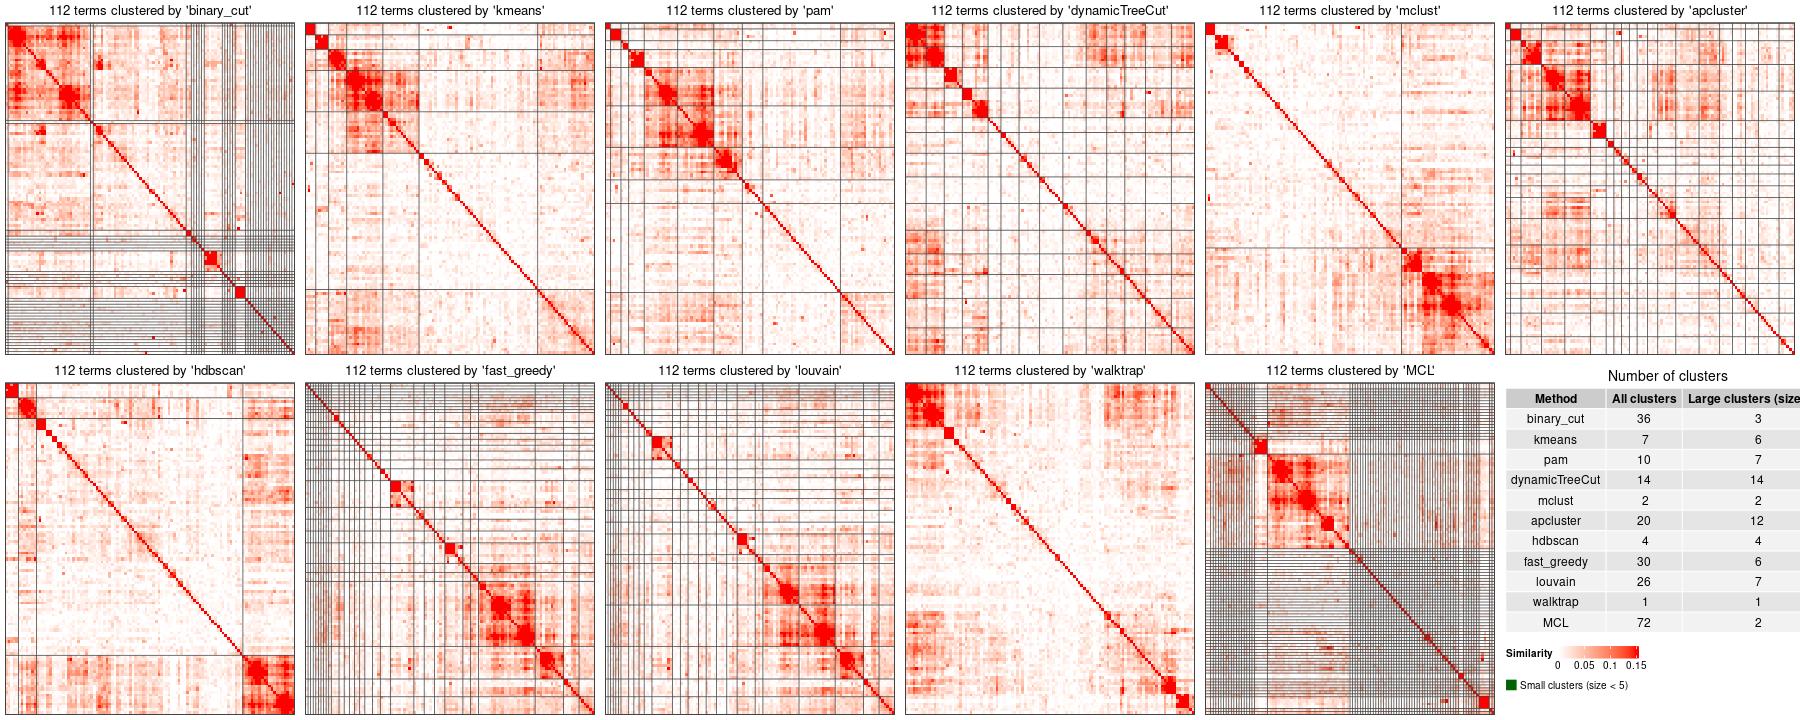 112 terms clustered by 'binary_cut'
112 terms clustered by 'kmeans'
112 terms clustered by 'pam'
112 terms clustered by 'dynamicTreeCut'
112 terms clustered by 'mclust'
112 terms clustered by 'apcluster'
112 terms clustered by 'hdbscan'
112 terms clustered by 'fast_greedy'
112 terms clustered by 'louvain'
112 terms clustered by 'walktrap'
112 terms clustered by 'MCL'
Number of clusters
Method All clusters Large clusters (size
binary_cut 36 3
kmeans 7 6
pam 10 7
dynamicTreeCut 14 14
mclust 2 2
apcluster 20 12
hdbscan 4 4
fast_greedy 30 6
louvain 26 7
walktrap 1 1
MCL 72 2
Similarity
0 0.05 0.1 0.15
Small clusters (size < 5)